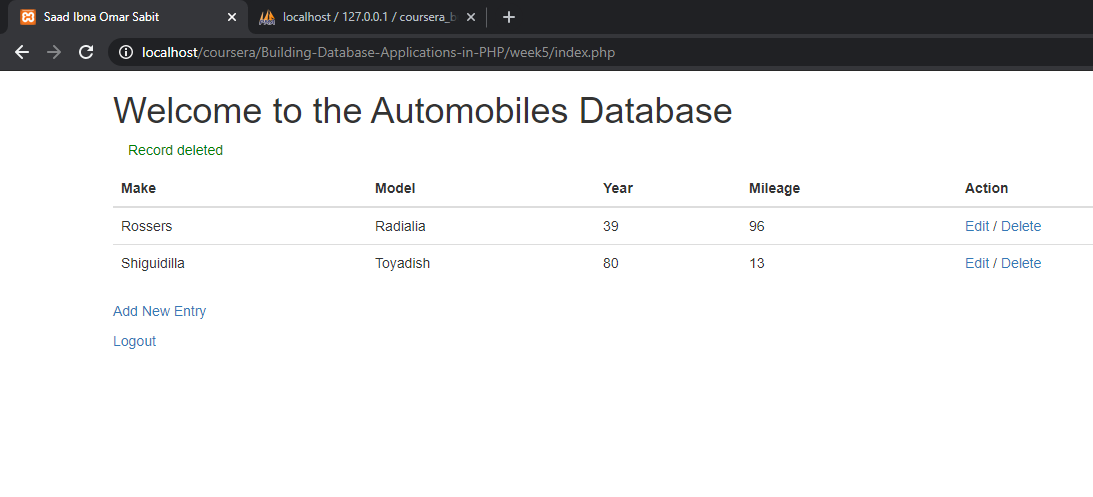 Saad Ibna Omar Sabit
localhost / 127.0.0.1 / coursera_b
localhost/coursera/Building-Database-Applications-in-PHP/week5/index.php
Welcome to the Automobiles Database
Record deleted
Make Model Year Mileage Action
Rossers Radialia 39 96 Edit / Delete
Shiguidilla Toyadish 80 13 Edit / Delete
Add New Entry
Logout